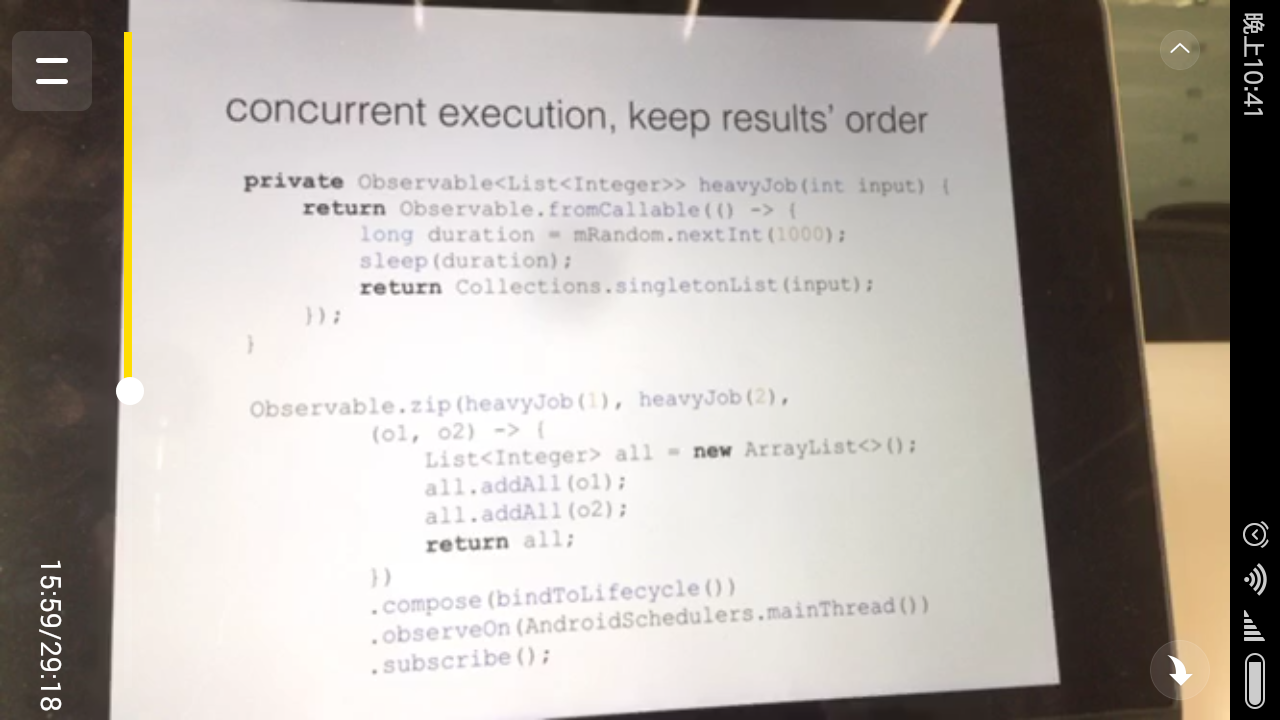 concurrent execution, keep results' order
private Observable<List<Integer>> heavyJob(int input) {
return Observable.fromCallable(() -> {
long duration = mRandom.nextInt(1000);
sleep(duration);
return Collections.singletonList(input);
});
}
Observable.zip(heavyJob(1), heavyJob(2),
(o1, o2) -> {
List<Integer> all = new ArrayList<>();
all.addAll(o1);
all.addAll(o2);
return all;
})
.compose(bindToLifecycle())
.observeOn(AndroidSchedulers.mainThread())
.subscribe();
15:59/29:18
晚上10:41